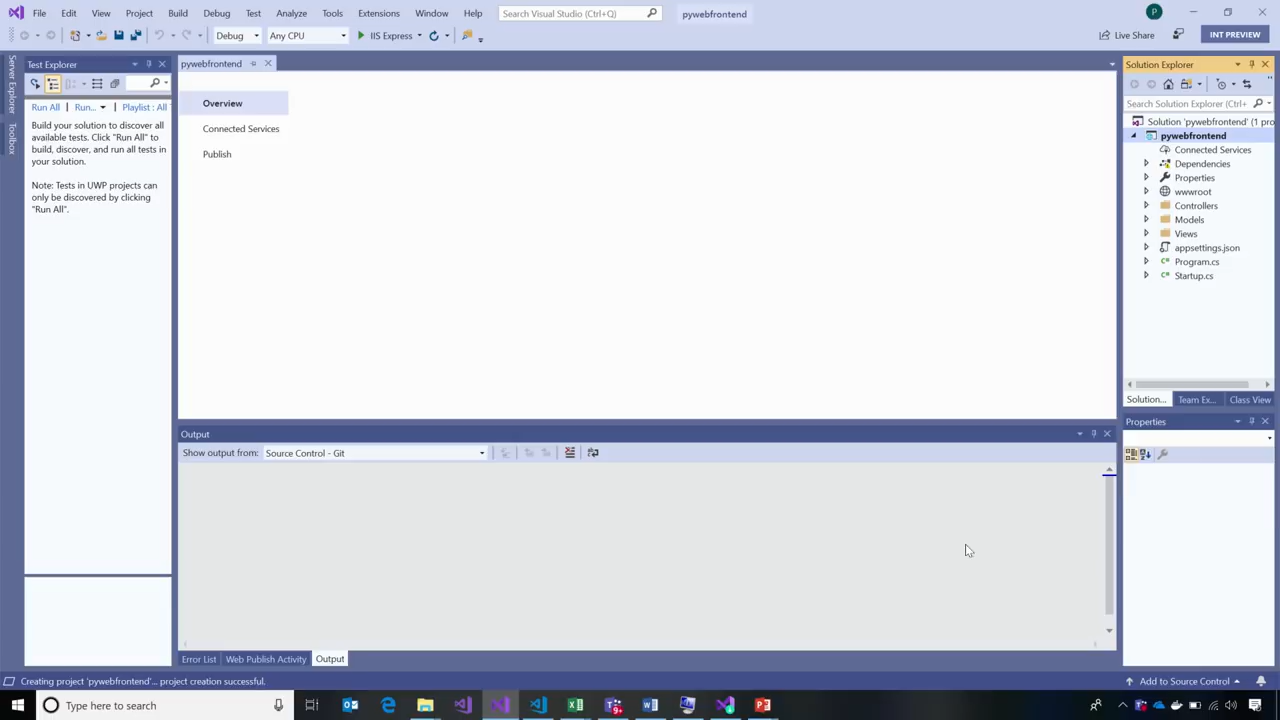 File Edit View Project Build Debug Test Analyze Tools Extensions Window Help Search Visual Studio (Ctrl+Q) pywebfrontend P
Debug Any CPU IIS Express Live Share INT PREVIEW
Server Explorer
Toolbox
Test Explorer
Run All Run... Playlist : All T
Build your solution to discover all
available tests. Click "Run All" to
build, discover, and run all tests in
your solution.
Note: Tests in UWP projects can
only be discovered by clicking
"Run All".
pywebfrontend
Overview
Connected Services
Publish
Output
Show output from: Source Control - Git
Error List Web Publish Activity Output
Solution Explorer
Search Solution Explorer (Ctrl+
Solution 'pywebfrontend' (1 pro
pywebfrontend
Connected Services
Dependencies
Properties
wwwroot
Controllers
Models
Views
appsettings.json
C# Program.cs
C# Startup.cs
Solution... Team Ex... Class View
Properties
Creating project 'pywebfrontend'... project creation successful. Add to Source Control
Type here to search